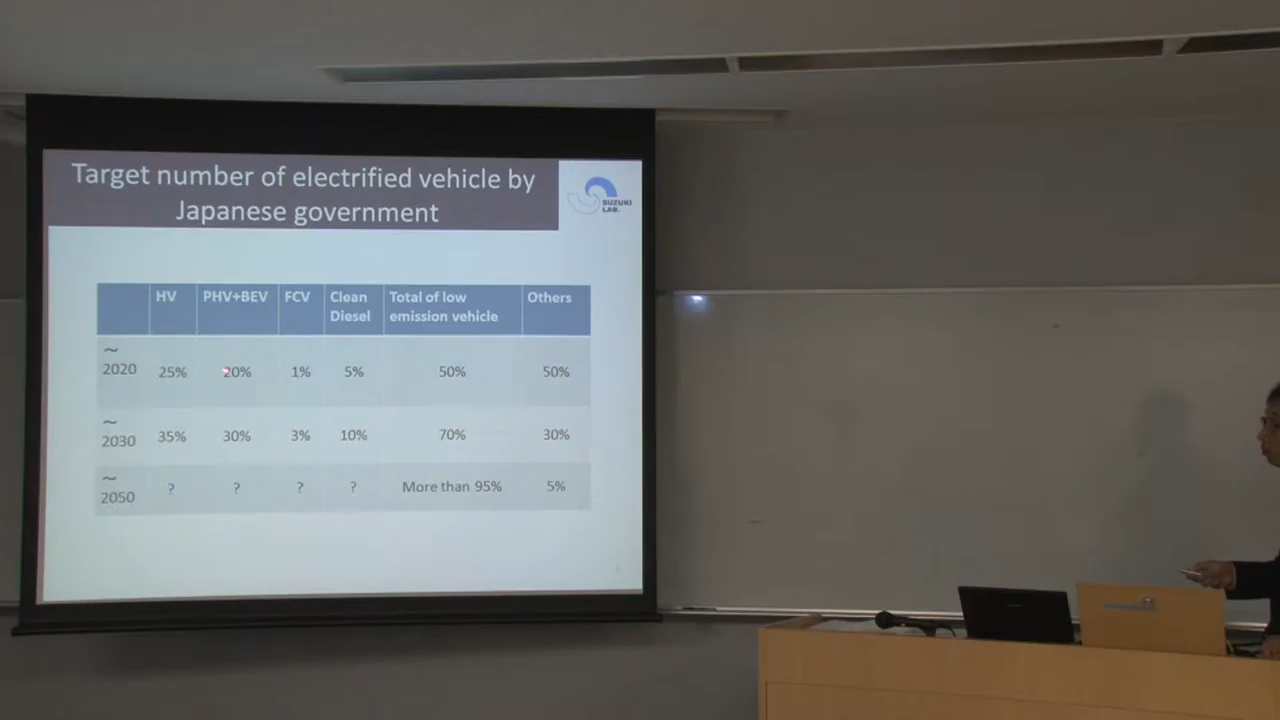 Target number of electrified vehicle by
Japanese government
SUZUKI
LAB.
HV PHV+BEV FCV Clean Diesel Total of low emission vehicle Others
~2020 25% 20% 1% 5% 50% 50%
~2030 35% 30% 3% 10% 70% 30%
~2050 ? ? ? ? More than 95% 5%